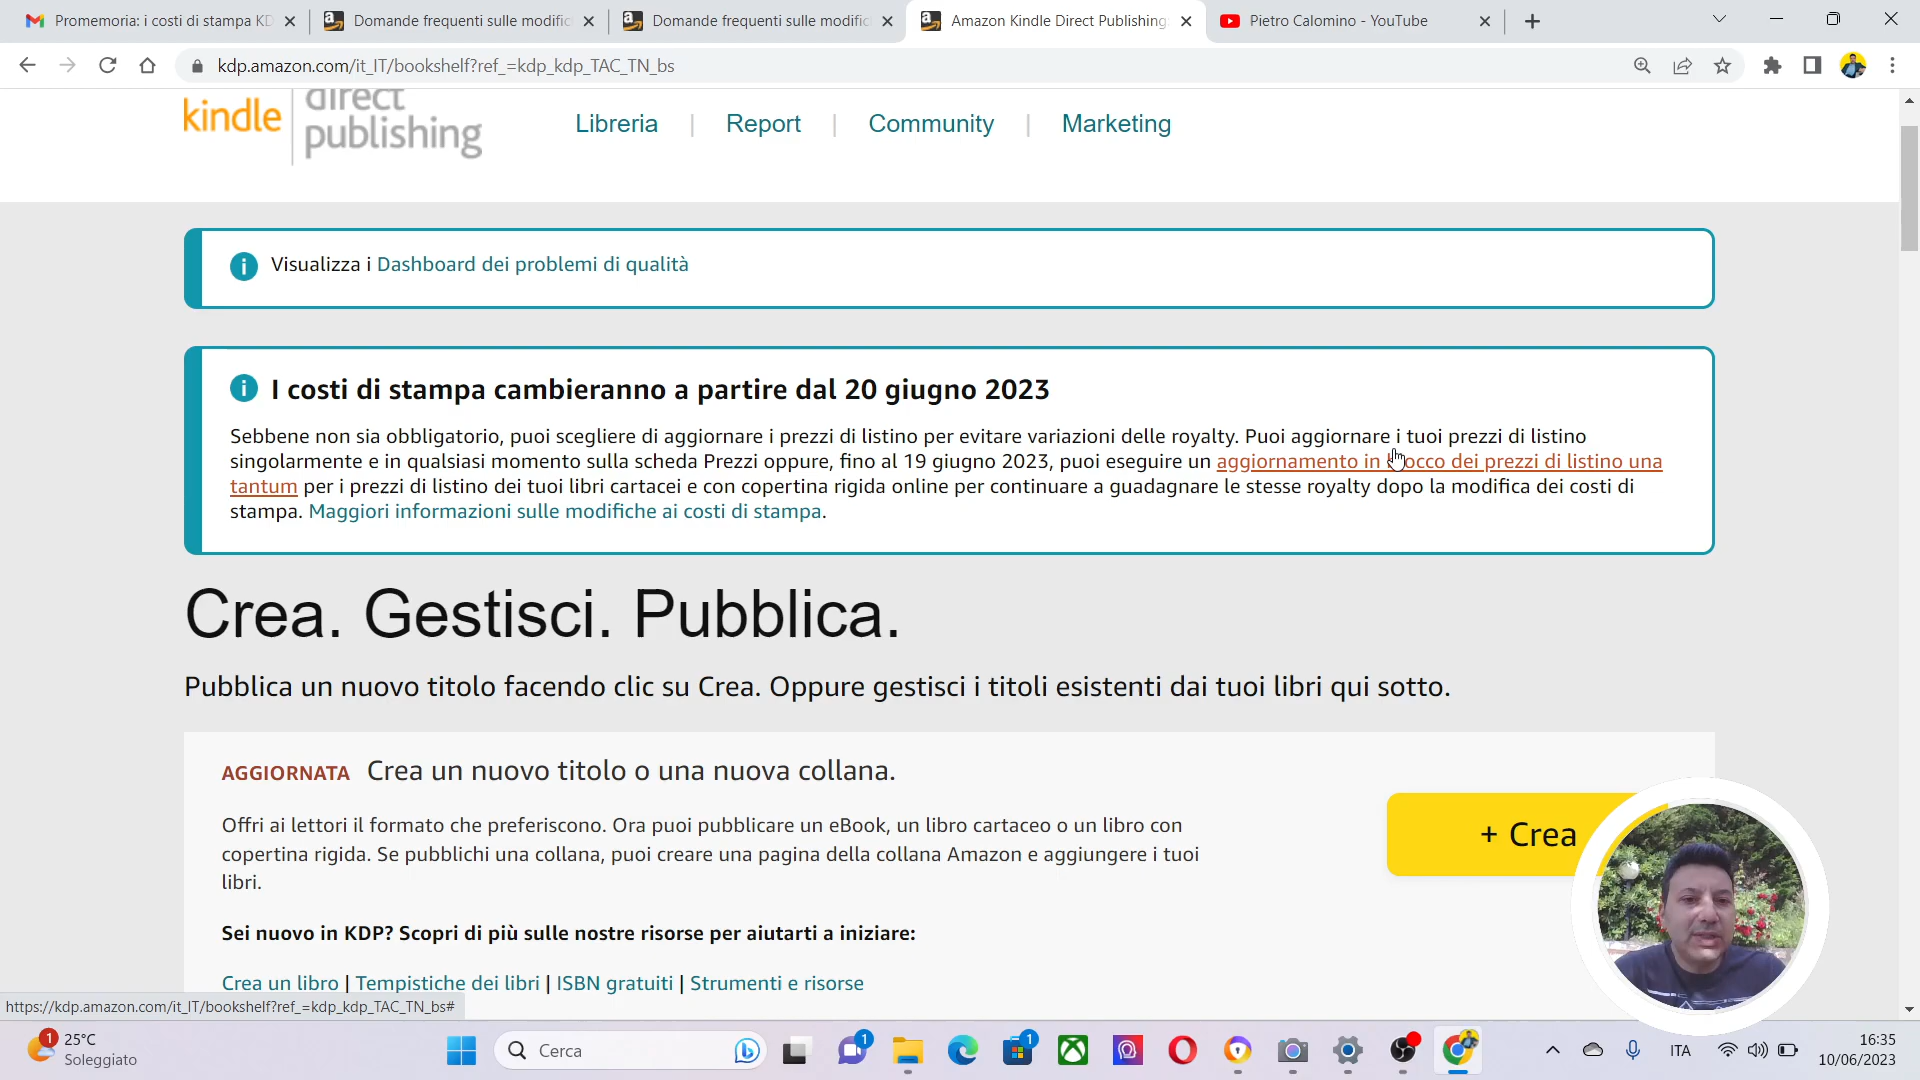 Promemoria: i costi di stampa KD
Domande frequenti sulle modific
Domande frequenti sulle modific
Amazon Kindle Direct Publishing
Pietro Calomino - YouTube
kdp.amazon.com/it_IT/bookshelf?ref_=kdp_kdp_TAC_TN_bs
kindle direct publishing
Libreria | Report | Community | Marketing
Visualizza i Dashboard dei problemi di qualità
I costi di stampa cambieranno a partire dal 20 giugno 2023
Sebbene non sia obbligatorio, puoi scegliere di aggiornare i prezzi di listino per evitare variazioni delle royalty. Puoi aggiornare i tuoi prezzi di listino
singolarmente e in qualsiasi momento sulla scheda Prezzi oppure, fino al 19 giugno 2023, puoi eseguire un aggiornamento in blocco dei prezzi di listino una
tantum per i prezzi di listino dei tuoi libri cartacei e con copertina rigida online per continuare a guadagnare le stesse royalty dopo la modifica dei costi di
stampa. Maggiori informazioni sulle modifiche ai costi di stampa.
Crea. Gestisci. Pubblica.
Pubblica un nuovo titolo facendo clic su Crea. Oppure gestisci i titoli esistenti dai tuoi libri qui sotto.
AGGIORNATA Crea un nuovo titolo o una nuova collana.
Offri ai lettori il formato che preferiscono. Ora puoi pubblicare un eBook, un libro cartaceo o un libro con
copertina rigida. Se pubblichi una collana, puoi creare una pagina della collana Amazon e aggiungere i tuoi
libri.
+ Crea
Sei nuovo in KDP? Scopri di più sulle nostre risorse per aiutarti a iniziare:
Crea un libro | Tempistiche dei libri | ISBN gratuiti | Strumenti e risorse
https://kdp.amazon.com/it_IT/bookshelf?ref_=kdp_kdp_TAC_TN_bs#
1
25°C
Soleggiato
Cerca
1
1
ITA
16:35
10/06/2023